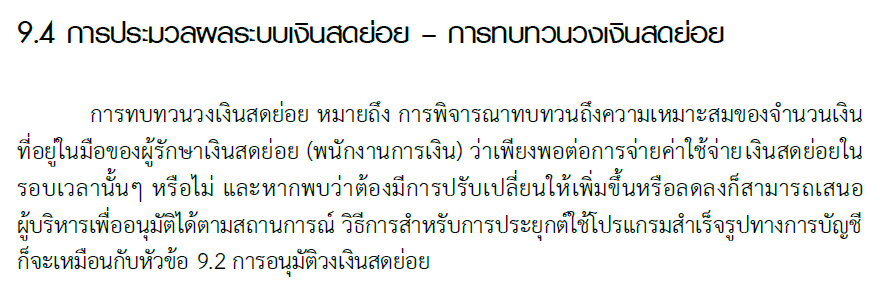 9.4 การประมวลผลระบบเงินสดย่อย – การทบทวนวงเงินสดย่อย
การทบทวนวงเงินสดย่อย หมายถึง การพิจารณาทบทวนถึงความเหมาะสมของจำนวนเงิน
ที่อยู่ในมือของผู้รักษาเงินสดย่อย (พนักงานการเงิน) ว่าเพียงพอต่อการจ่ายค่าใช้จ่ายเงินสดย่อยใน
รอบเวลานั้นๆ หรือไม่ และหากพบว่าต้องมีการปรับเปลี่ยนให้เพิ่มขึ้นหรือลดลงก็สามารถเสนอ
ผู้บริหารเพื่ออนุมัติได้ตามสถานการณ์ วิธีการสำหรับการประยุกต์ใช้โปรแกรมสำเร็จรูปทางการบัญชี
ก็จะเหมือนกับหัวข้อ 9.2 การอนุมัติวงเงินสดย่อย